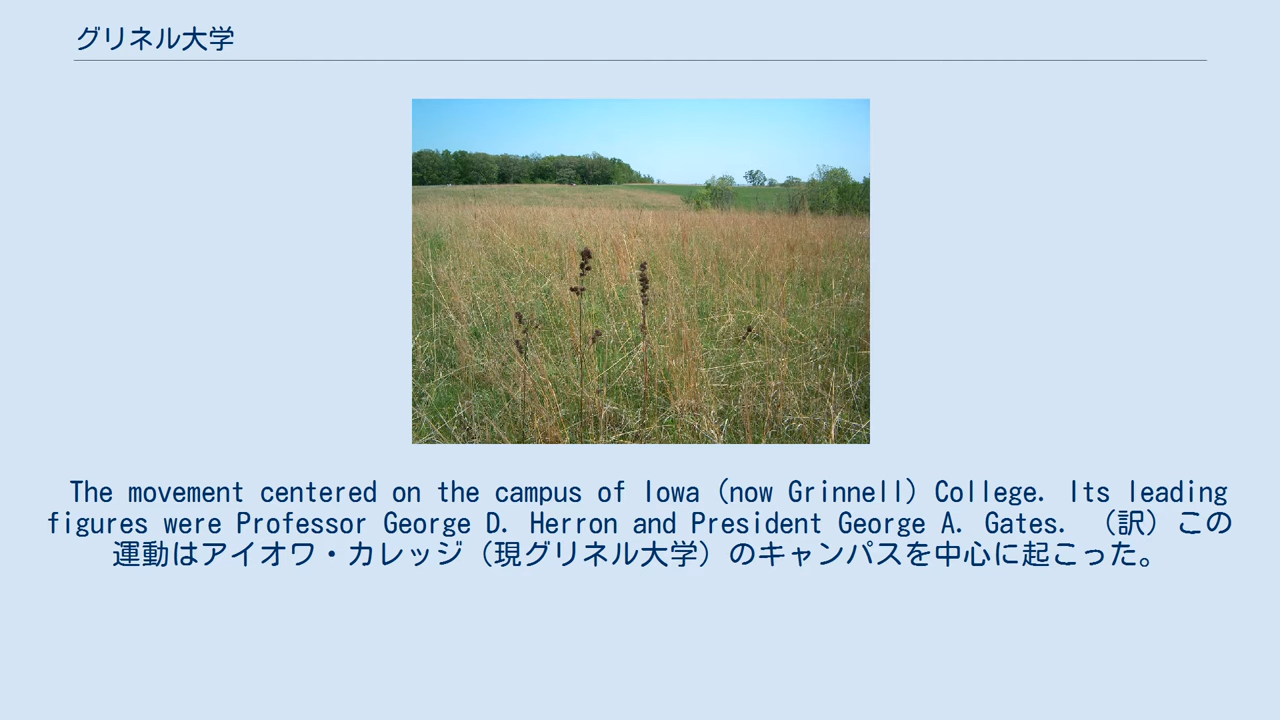 グリネル大学
The movement centered on the campus of Iowa (now Grinnell) College. Its leading
figures were Professor George D. Herron and President George A. Gates. （訳）この
運動はアイオワ・カレッジ（現グリネル大学）のキャンパスを中心に起こった。